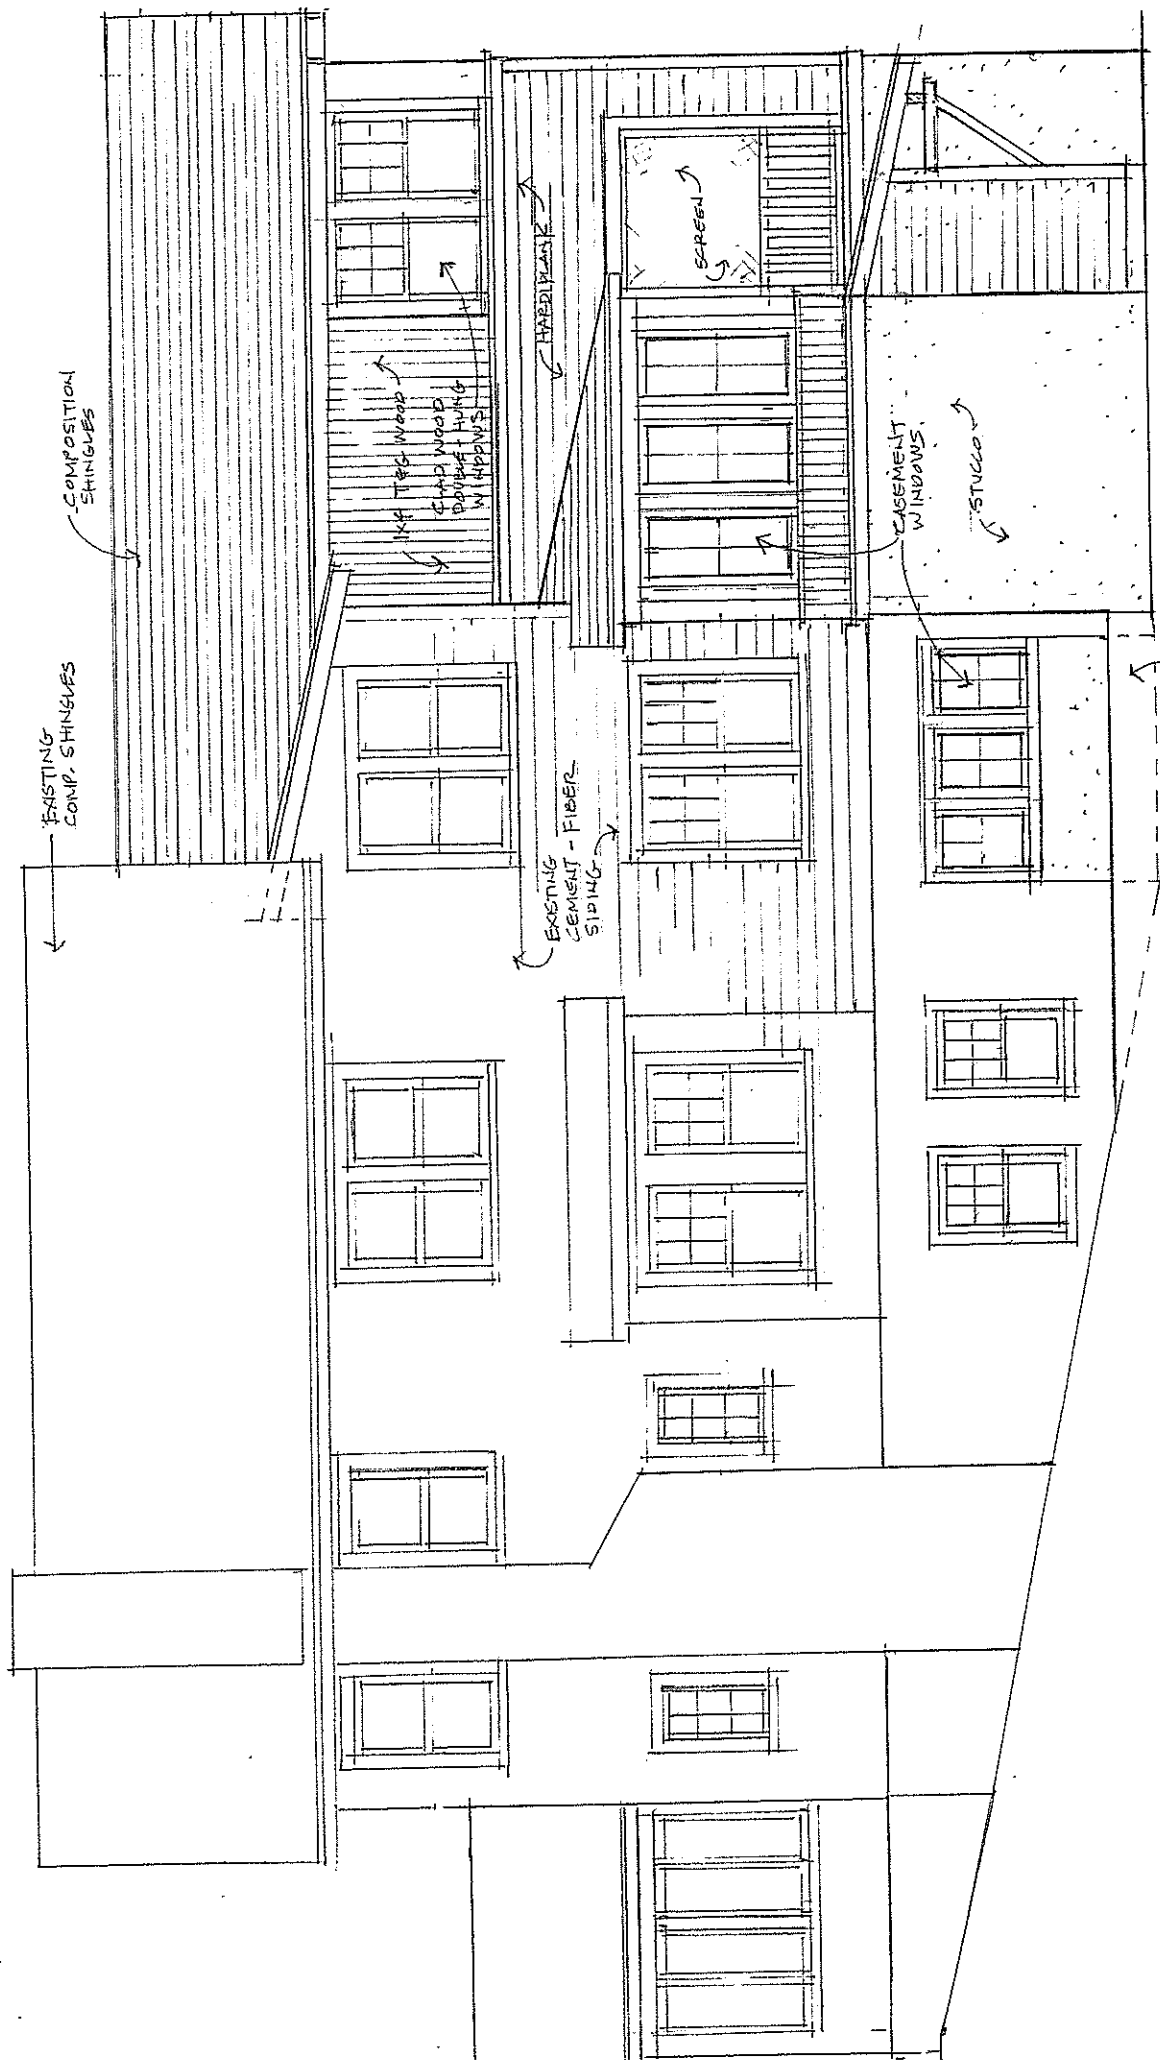 COMPOSITION
SHINGLES
EXISTING
COMP. SHINGLES
1X4 T&G WOOD
CLAD WOOD
DOUBLE-HUNG
WINDOWS
HARDIPLANK
SCREEN
EXISTING
CEMENT-FIBER
SIDING
CASEMENT
WINDOWS.
STUCCO